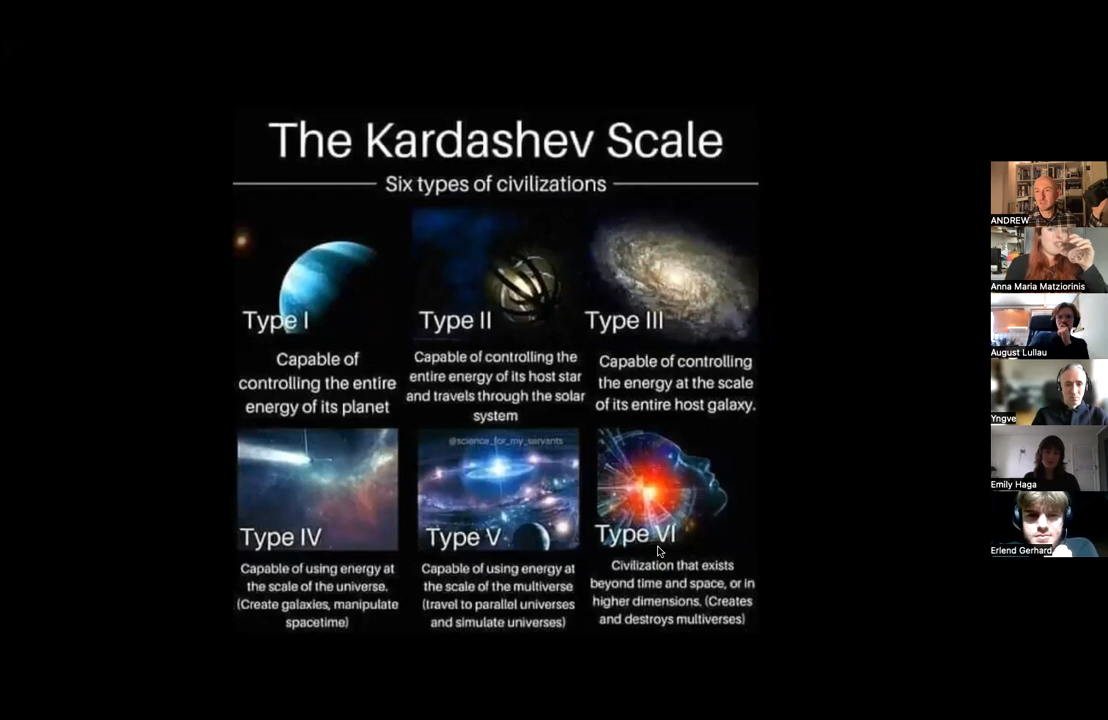 The Kardashev Scale
Six types of civilizations
Type I
Capable of
controlling the entire
energy of its planet
Type II
Capable of controlling the
entire energy of its host star
and travels through the solar
system
Type III
Capable of controlling
the energy at the scale
of its entire host galaxy.
Type IV
Capable of using energy at
the scale of the universe.
(Create galaxies, manipulate
spacetime)
@science_for_my_servants
Type V
Capable of using energy at
the scale of the multiverse
(travel to parallel universes
and simulate universes)
Type VI
Civilization that exists
beyond time and space, or in
higher dimensions. (Creates
and destroys multiverses)
ANDREW
Anna Maria Matziorinis
August Lullau
Yngve
Emily Haga
Erlend Gerhard